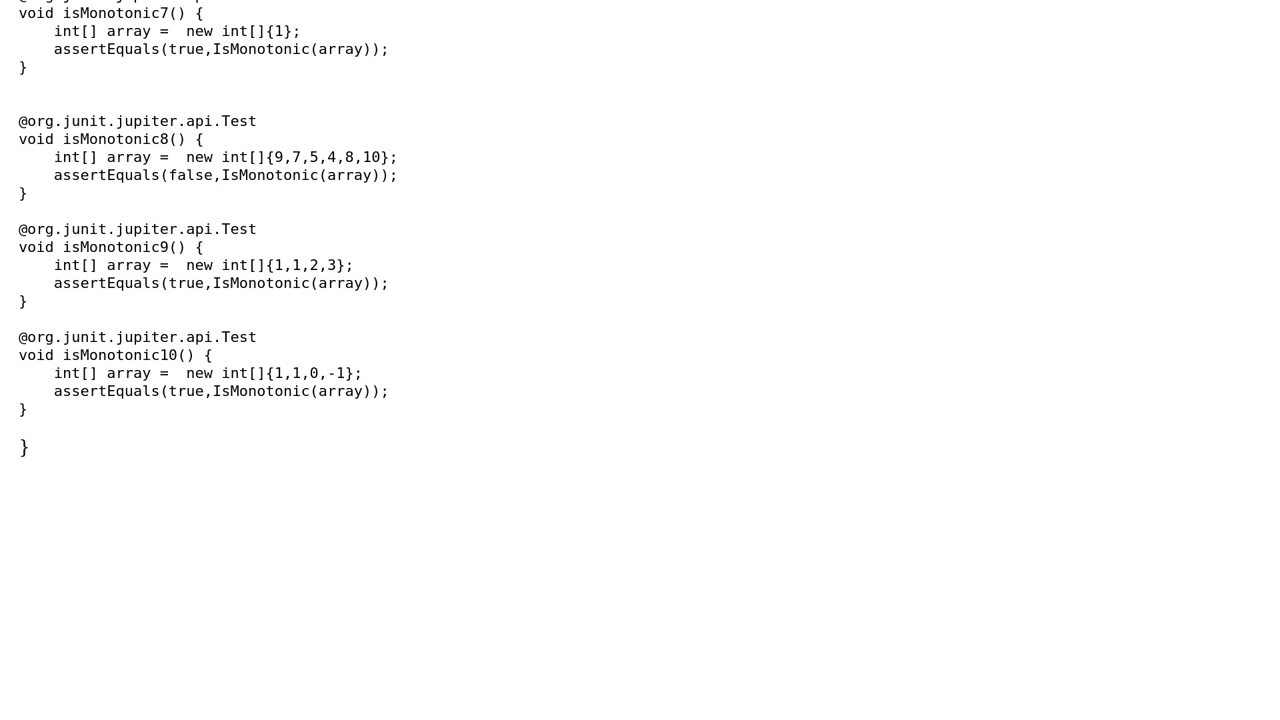 void isMonotonic7() {
    int[] array =  new int[]{1};
    assertEquals(true,IsMonotonic(array));
}
@org.junit.jupiter.api.Test
void isMonotonic8() {
    int[] array =  new int[]{9,7,5,4,8,10};
    assertEquals(false,IsMonotonic(array));
}
@org.junit.jupiter.api.Test
void isMonotonic9() {
    int[] array =  new int[]{1,1,2,3};
    assertEquals(true,IsMonotonic(array));
}
@org.junit.jupiter.api.Test
void isMonotonic10() {
    int[] array =  new int[]{1,1,0,-1};
    assertEquals(true,IsMonotonic(array));
}
}